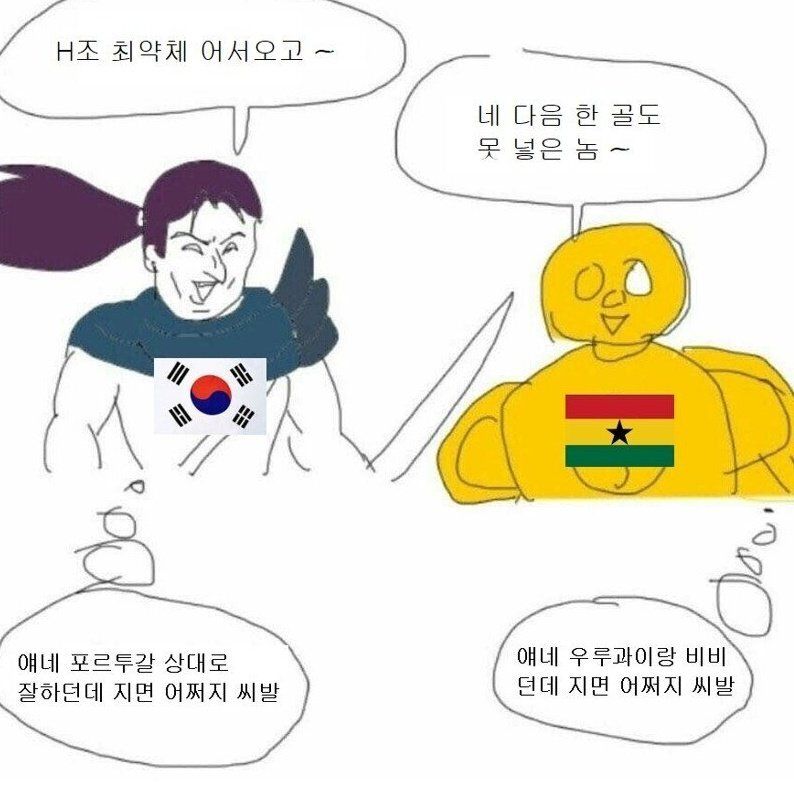 H조 최약체 어서오고 ~
네 다음 한 골도
못 넣은 놈 ~
얘네 포르투갈 상대로
잘하던데 지면 어쩌지 씨발
얘네 우루과이랑 비비
던데 지면 어쩌지 씨발